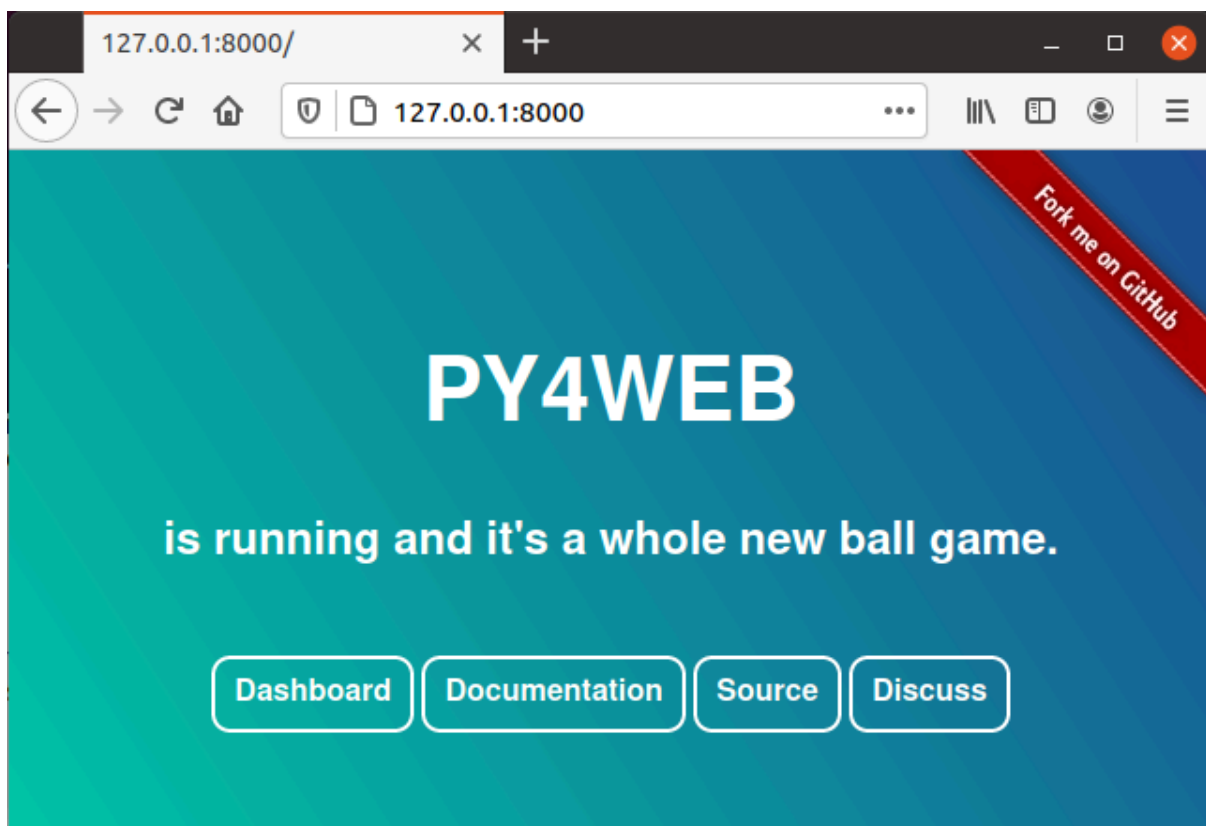 127.0.0.1:8000/
127.0.0.1:8000
Fork me on GitHub
PY4WEB
is running and it's a whole new ball game.
Dashboard Documentation Source Discuss